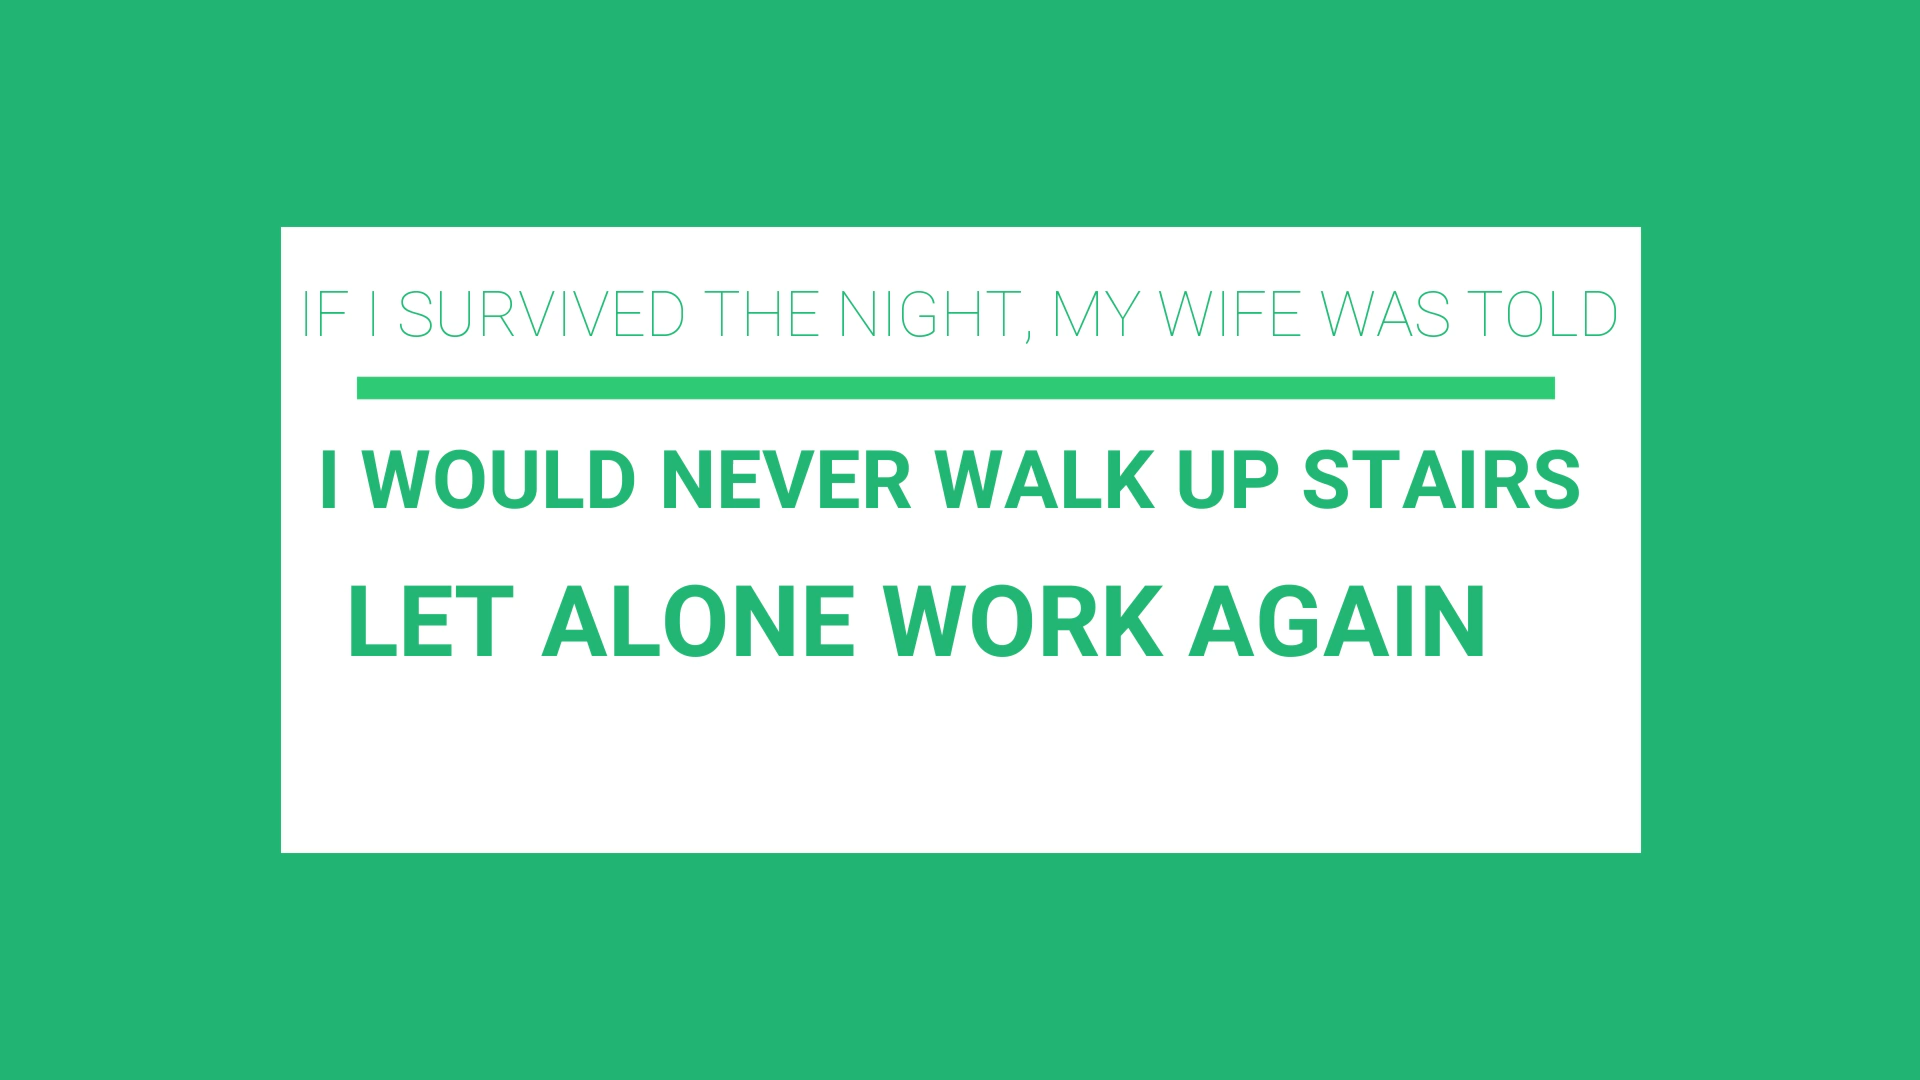 IF I SURVIVED THE NIGHT, MY WIFE WAS TOLD
I WOULD NEVER WALK UP STAIRS
LET ALONE WORK AGAIN